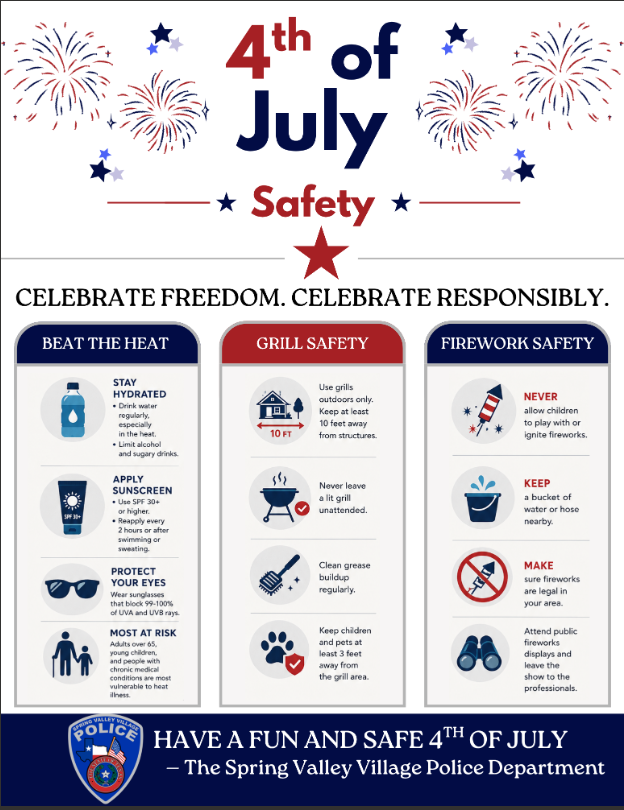 4th of
July
Safety
CELEBRATE FREEDOM. CELEBRATE RESPONSIBLY.
BEAT THE HEAT
STAY
HYDRATED
• Drink water
regularly,
especially
in the heat.
• Limit alcohol
and sugary drinks.
SPF 30+
APPLY
SUNSCREEN
• Use SPF 30+
or higher.
• Reapply every
2 hours or after
swimming or
sweating.
PROTECT
YOUR EYES
Wear sunglasses
that block 99-100%
of UVA and UVB rays.
MOST AT RISK
Adults over 65,
young children,
and people with
chronic medical
conditions are most
vulnerable to heat
illness.
GRILL SAFETY
10 FT
Use grills
outdoors only.
Keep at least
10 feet away
from structures.
Never leave
a lit grill
unattended.
Clean grease
buildup
regularly.
Keep children
and pets at
least 3 feet
away from
the grill area.
FIREWORK SAFETY
NEVER
allow children
to play with or
ignite fireworks.
KEEP
a bucket of
water or hose
nearby.
MAKE
sure fireworks
are legal in
your area.
Attend public
fireworks
displays and
leave the
show to the
professionals.
SPRING VALLEY VILLAGE
POLICE
HAVE A FUN AND SAFE 4TH OF JULY
– The Spring Valley Village Police Department